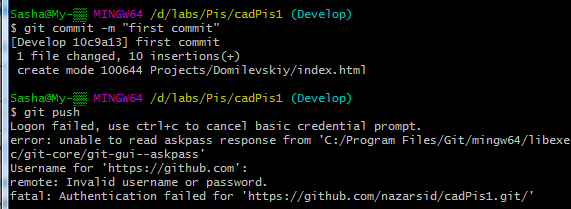 Sasha@My-▒▒ MINGW64 /d/labs/Pis/cadPis1 (Develop)
$ git commit -m "first commit"
[Develop 10c9a13] first commit
 1 file changed, 10 insertions(+)
 create mode 100644 Projects/Domilevskiy/index.html
Sasha@My-▒▒ MINGW64 /d/labs/Pis/cadPis1 (Develop)
$ git push
Logon failed, use ctrl+c to cancel basic credential prompt.
error: unable to read askpass response from 'C:/Program Files/Git/mingw64/libexe
c/git-core/git-gui--askpass'
Username for 'https://github.com':
remote: Invalid username or password.
fatal: Authentication failed for 'https://github.com/nazarsid/cadPis1.git/'